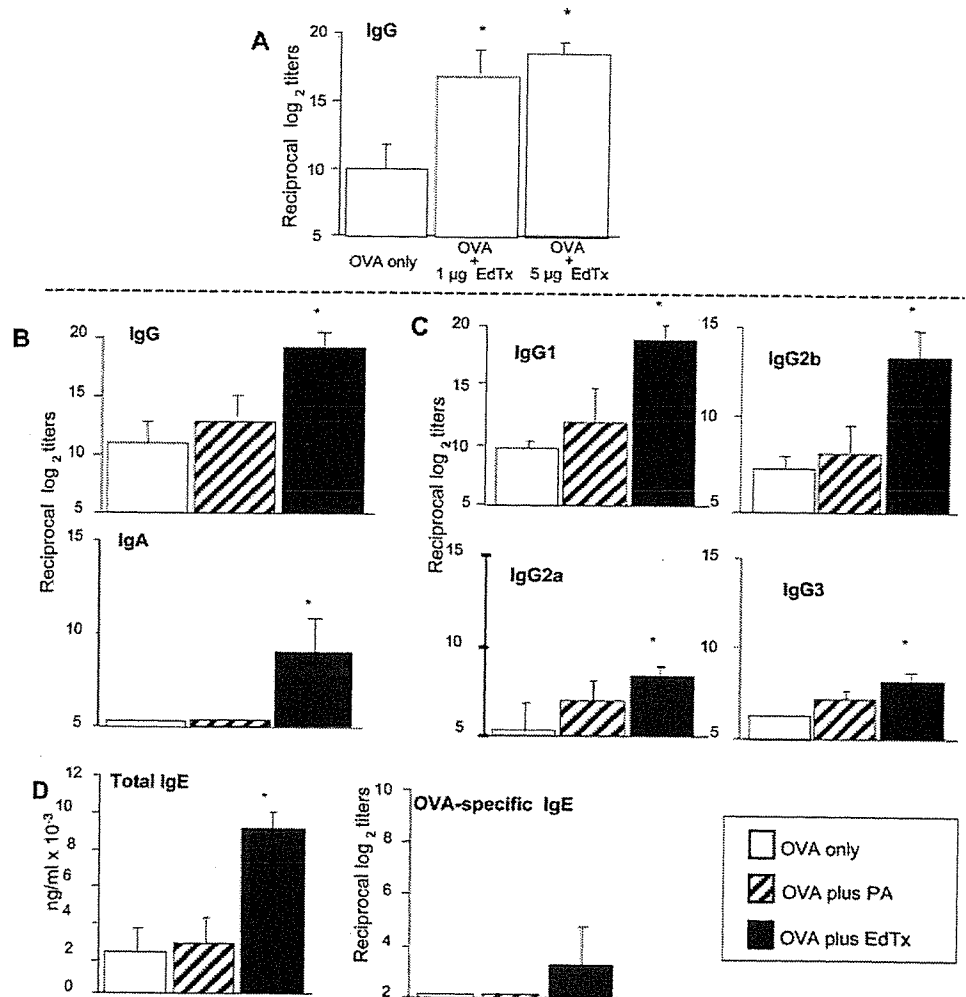 A
IgG
*
*
Reciprocal log 2 titers
20
15
10
5
OVA only
OVA + 1 µg EdTx
OVA + 5 µg EdTx
B
IgG
*
20
15
10
5
IgA
*
15
10
5
Reciprocal log 2 titers
C
IgG1
*
20
15
10
5
IgG2b
*
15
10
5
IgG2a
*
15
10
5
IgG3
*
15
10
5
Reciprocal log 2 titers
D
Total IgE
12
10
8
6
4
2
0
ng/ml x 10-3
OVA-specific IgE
10
8
6
4
2
Reciprocal log 2 titers
OVA only
OVA plus PA
OVA plus EdTx